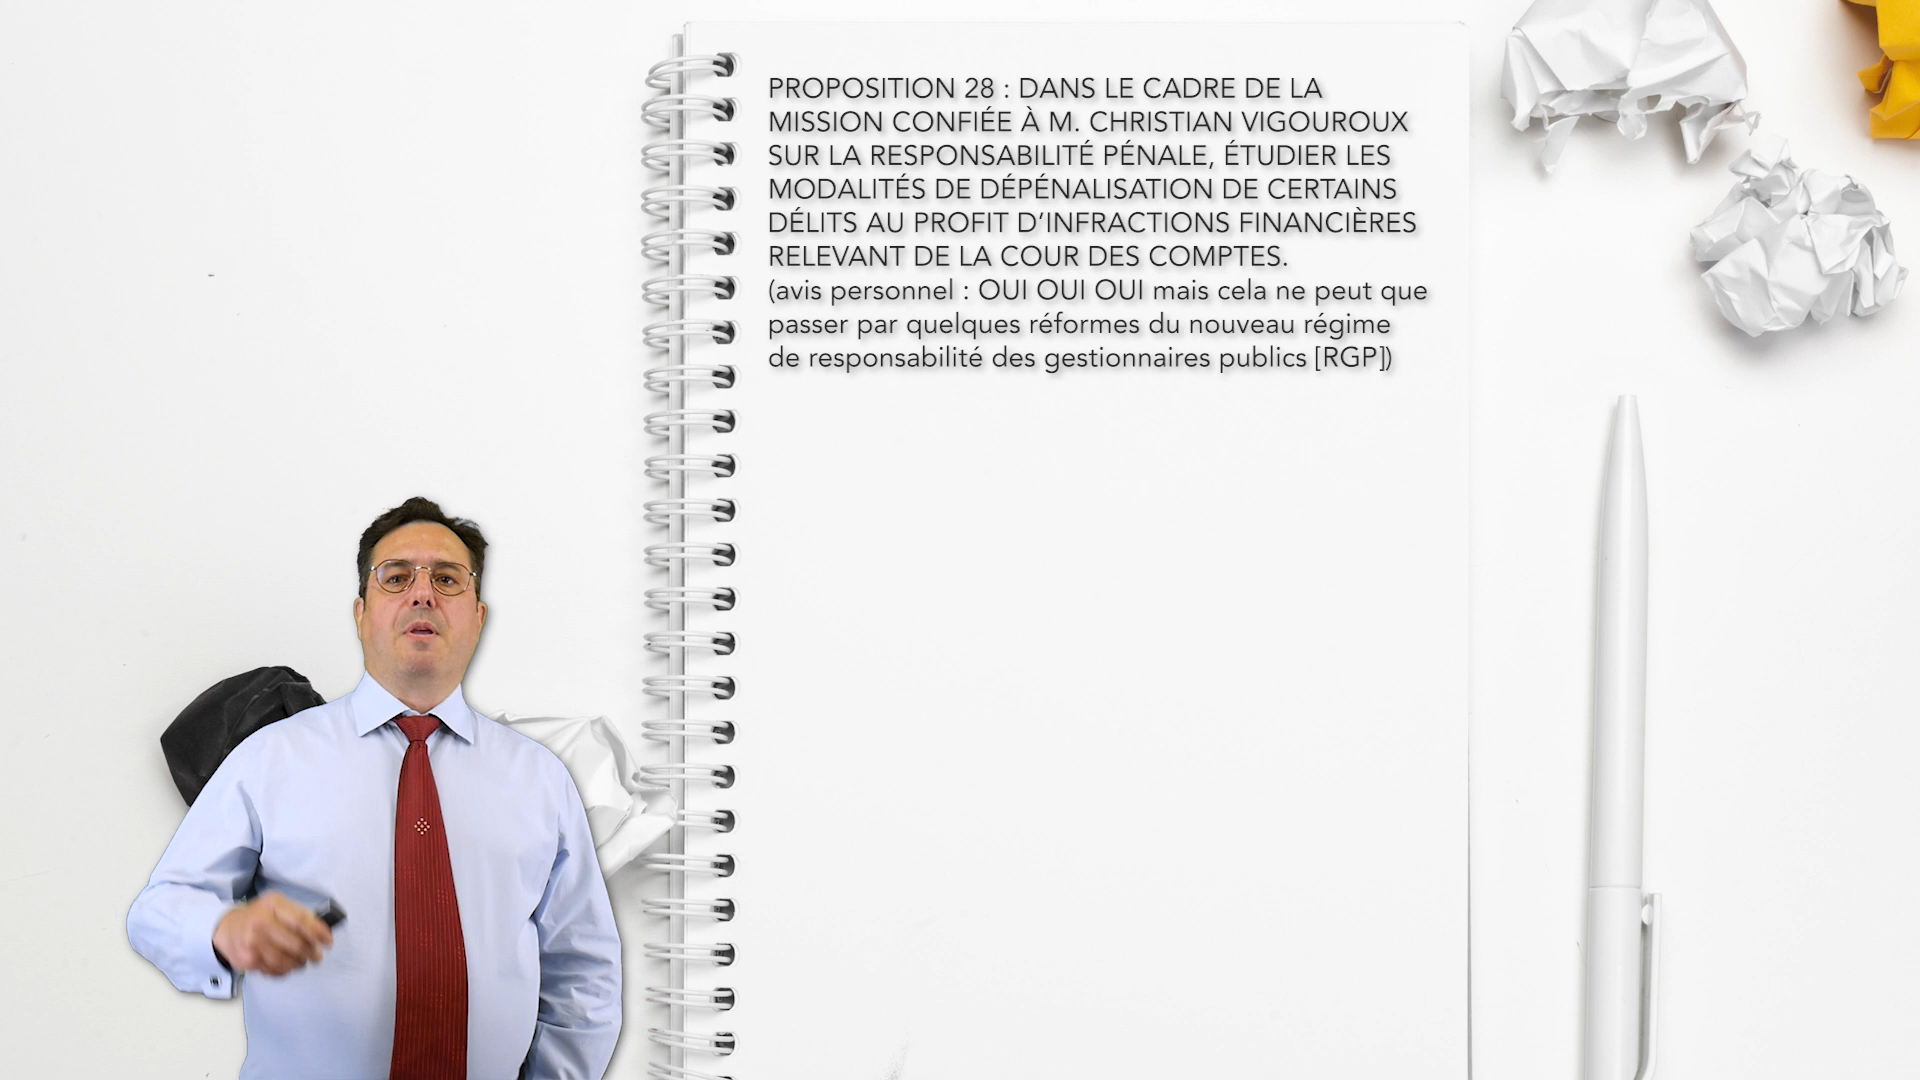 PROPOSITION 28 : DANS LE CADRE DE LA
MISSION CONFIÉE À M. CHRISTIAN VIGOUROUX
SUR LA RESPONSABILITÉ PÉNALE, ÉTUDIER LES
MODALITÉS DE DÉPÉNALISATION DE CERTAINS
DÉLITS AU PROFIT D’INFRACTIONS FINANCIÈRES
RELEVANT DE LA COUR DES COMPTES.
(avis personnel : OUI OUI OUI mais cela ne peut que
passer par quelques réformes du nouveau régime
de responsabilité des gestionnaires publics [RGP])